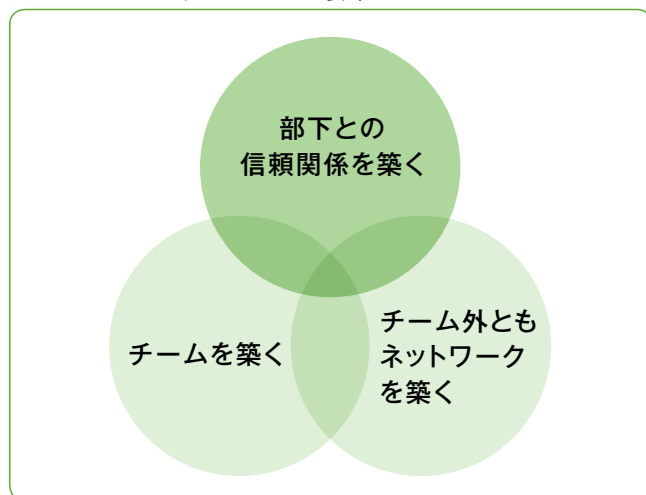 部下との
信頼関係を築く
チームを築く
チーム外とも
ネットワーク
を築く